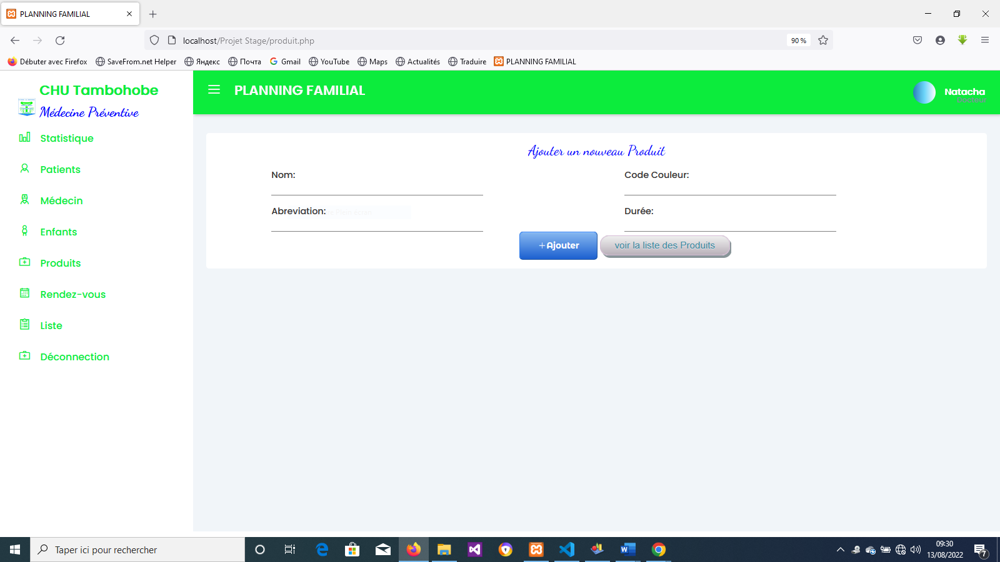 PLANNING FAMILIAL
localhost/Projet Stage/produit.php
90 %
Débuter avec Firefox
SaveFrom.net Helper
Яндекс
Почта
Gmail
YouTube
Maps
Actualités
Traduire
PLANNING FAMILIAL
CHU Tambohobe
Médecine Préventive
Statistique
Patients
Médecin
Enfants
Produits
Rendez-vous
Liste
Déconnection
PLANNING FAMILIAL
Natacha
Ajouter un nouveau Produit
Nom:
Code Couleur:
Abreviation:
Durée:
+Ajouter
voir la liste des Produits
Taper ici pour rechercher
09:30
13/08/2022
7